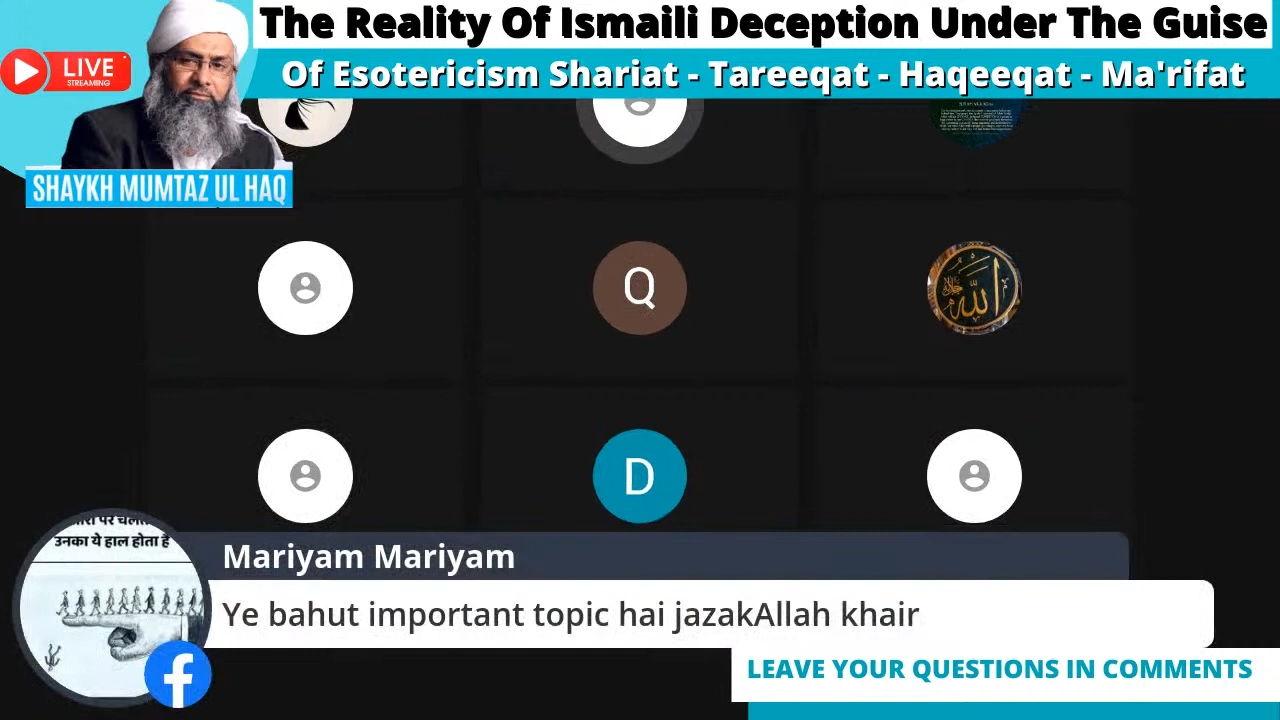 The Reality Of Ismaili Deception Under The Guise
Of Esotericism Shariat - Tareeqat - Haqeeqat - Ma'rifat
LIVE
STREAMING
SHAYKH MUMTAZ UL HAQ
Q
الله
D
उनका ये हाल होता है
Mariyam Mariyam
Ye bahut important topic hai jazakAllah khair
LEAVE YOUR QUESTIONS IN COMMENTS